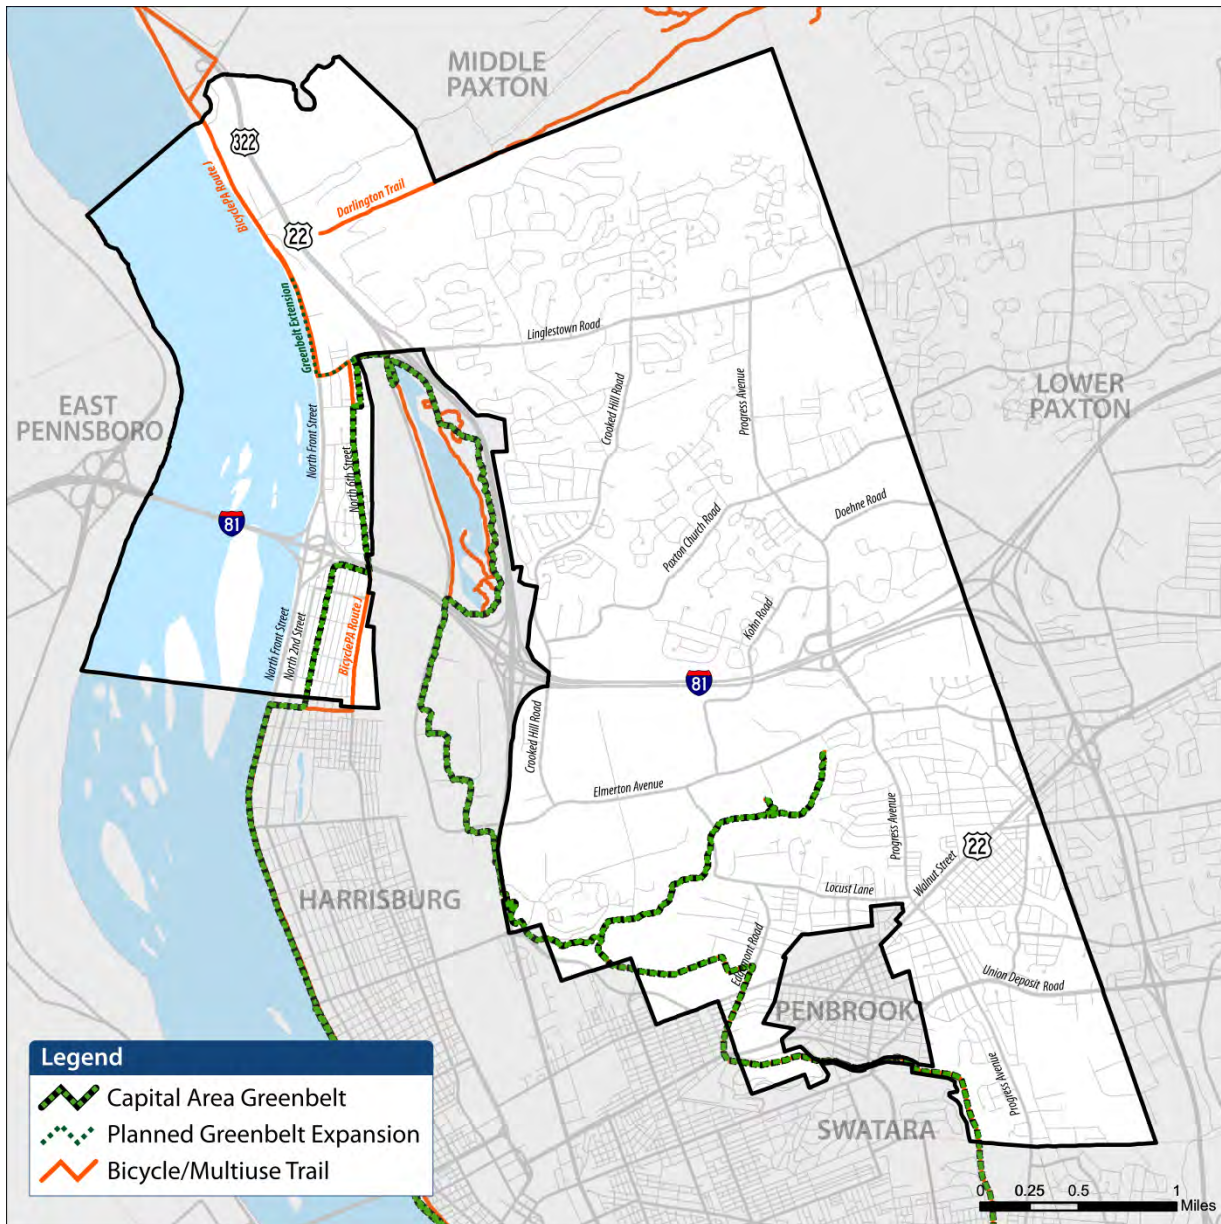 MIDDLE
PAXTON
322
BicyclePA Route J
Darlington Trail
22
Greenbelt Extension
Linglestown Road
EAST
PENNSBORO
LOWER
PAXTON
Crooked Hill Road
Progress Avenue
North Front Street
North 6th Street
81
Doehne Road
Paxton Church Road
Kohn Road
North Front Street
North 2nd Street
BicyclePA Route J
81
Crooked Hill Road
Elmerton Avenue
Progress Avenue
22
Walnut Street
Locust Lane
HARRISBURG
Edgemont Road
Union Deposit Road
PENBROOK
Progress Avenue
SWATARA
Legend
Capital Area Greenbelt
Planned Greenbelt Expansion
Bicycle/Multiuse Trail
0 0.25 0.5 1
Miles